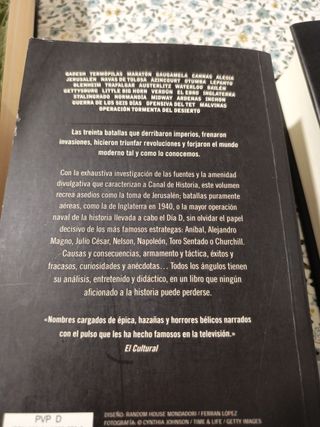 QADESH TERMÓPILAS MARATÓN GAUGAMELA CANNAS ALESIA
JERUSALEN NAVAS DE TOLOSA AZINCOURT OTUMBA LEPANTO
BLENHEIM TRAFALGAR AUSTERLITZ WATERLOO BAILÉN
GETTYSBURG LITTLE BIG HORN VERDÚN EL EBRO INGLATERRA
STALINGRADO NORMANDÍA MIDWAY ARDENAS INCHON
GUERRA DE LOS SEIS DÍAS OFENSIVA DEL TET MALVINAS
OPERACIÓN TORMENTA DEL DESIERTO
Las treinta batallas que derribaron imperios, frenaron
invasiones, hicieron triunfar revoluciones y forjaron el mundo
moderno tal y como lo conocemos.
Con la exhaustiva investigación de las fuentes y la amenidad
divulgativa que caracterizan a Canal de Historia, este volumen
recrea asedios como la toma de Jerusalén; batallas puramente
aéreas, como la de Inglaterra en 1940, o la mayor operación
naval de la historia llevada a cabo el Día D, sin olvidar el papel
decisivo de los más famosos estrategas: Aníbal, Alejandro
Magno, Julio César, Nelson, Napoleón, Toro Sentado o Churchill.
Causas y consecuencias, armamento y táctica, éxitos y
fracasos, curiosidades y anécdotas... Todos los ángulos tienen
su análisis, entretenido y didáctico, en un libro que ningún
aficionado a la historia puede perderse.
«Nombres cargados de épica, hazañas y horrores bélicos narrados
con el pulso que les ha hecho famosos en la televisión.»
El Cultural
DISEÑO: RANDOM HOUSE MONDADORI / FERRAN LÓPEZ
FOTOGRAFÍA: © CYNTHIA JOHNSON / TIME & LIFE / GETTY IMAGES
PVP D